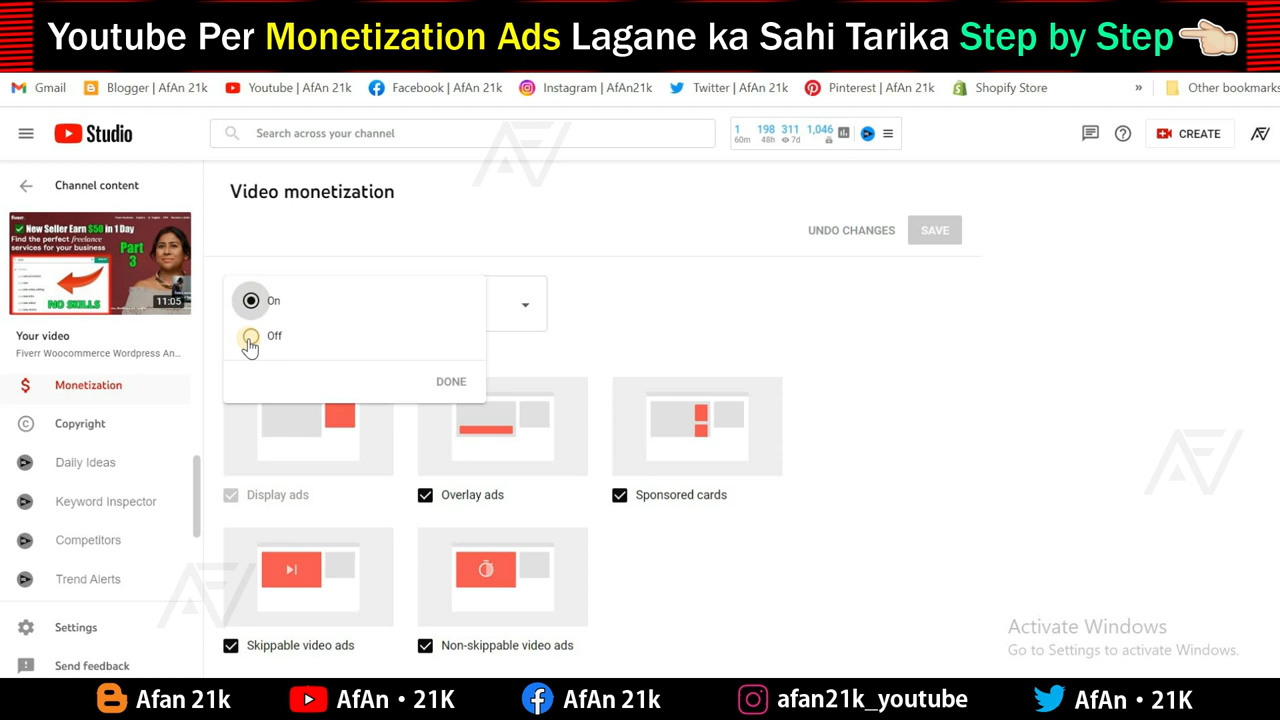 Youtube Per Monetization Ads Lagane ka Sahi Tarika Step by Step
Gmail Blogger | AfAn 21k Youtube | AfAn 21k Facebook | AfAn 21k Instagram | AfAn21k Twitter | AfAn 21k Pinterest | AfAn 21k Shopify Store » Other bookmarks
Studio Search across your channel 1 60m 198 48h 311 7d 1,046 CREATE
Channel content
Video monetization
UNDO CHANGES SAVE
New Seller Earn $50 in 1 Day
Find the perfect freelance
services for your business
Part
3
NO SKILLS
11:05
On
Off
DONE
Your video
Fiverr Woocommerce Wordpress An...
Monetization
Copyright
Daily Ideas
Keyword Inspector
Competitors
Trend Alerts
Settings
Send feedback
Display ads Overlay ads Sponsored cards
Skippable video ads Non-skippable video ads
Activate Windows
Go to Settings to activate Windows.
Afan 21k AfAn • 21K AfAn 21k afan21k_youtube AfAn • 21K